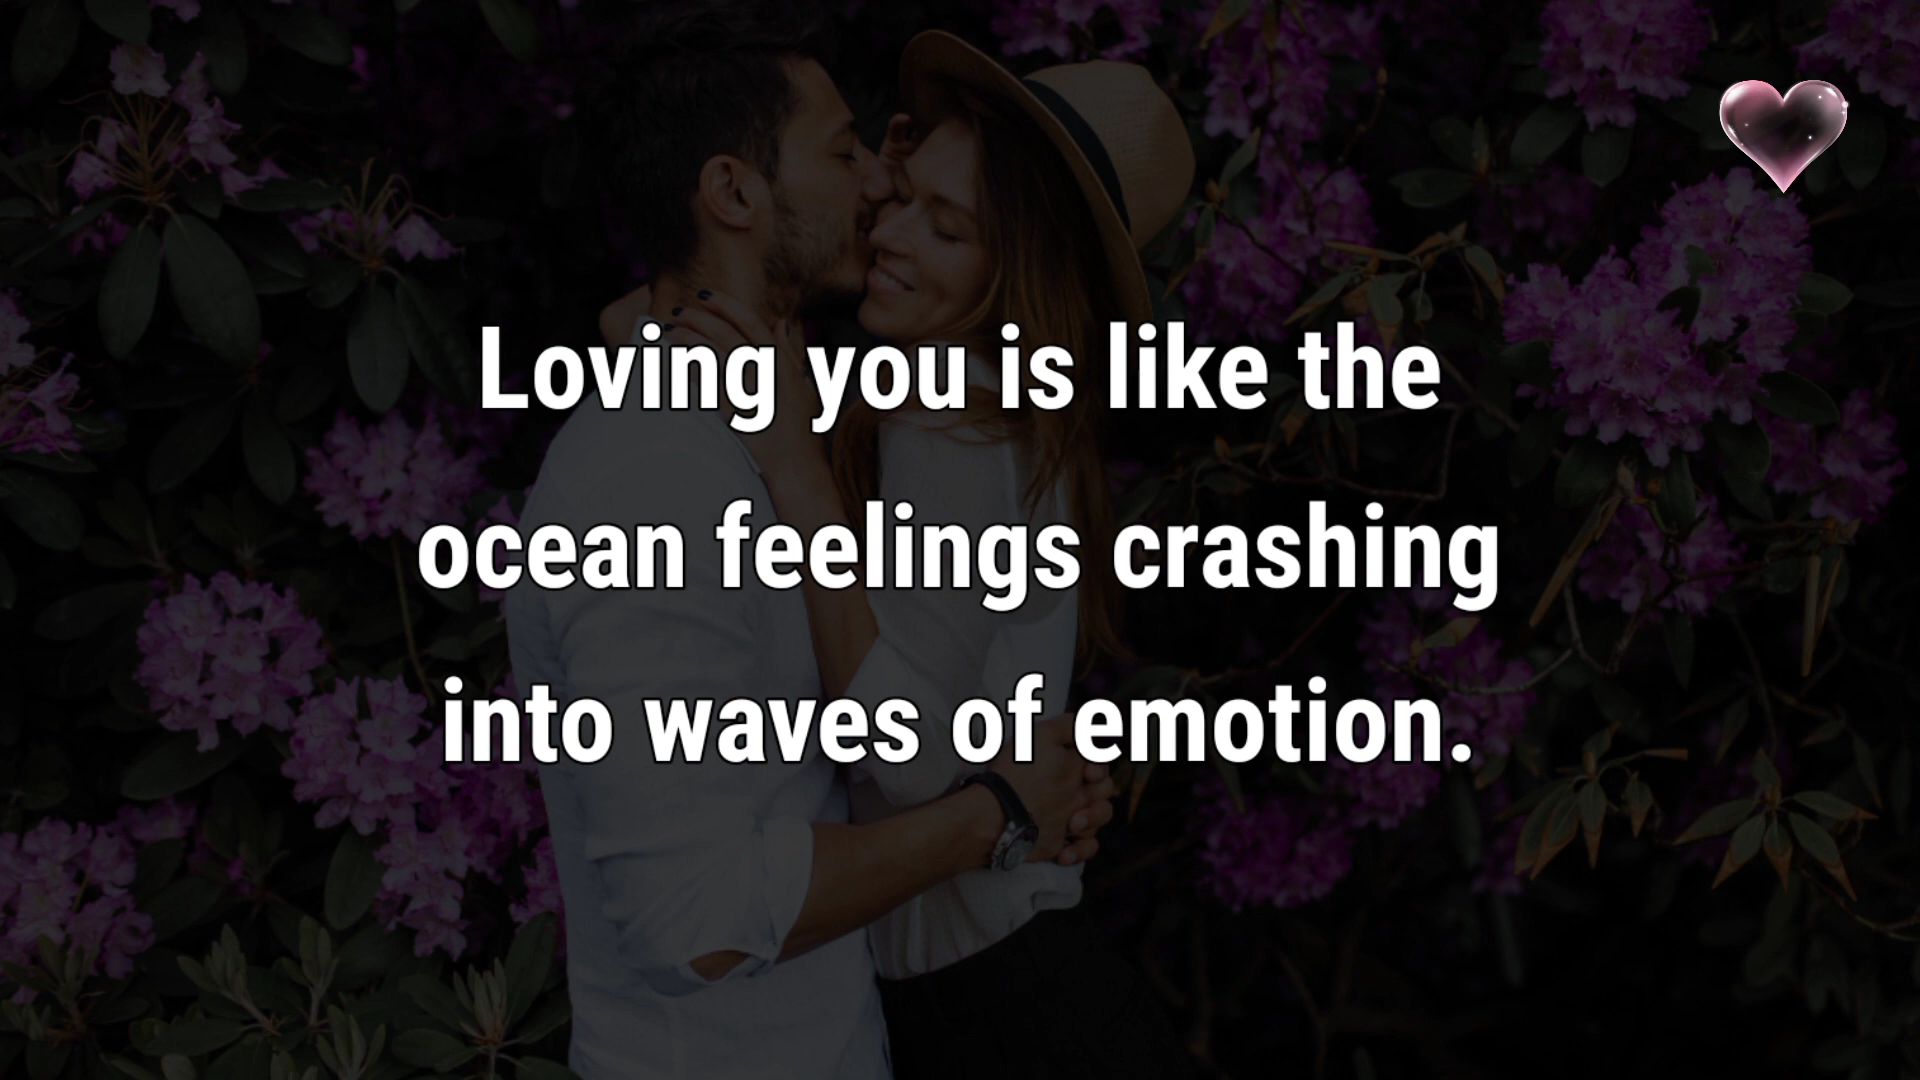 Loving you is like the
ocean feelings crashing
into waves of emotion.